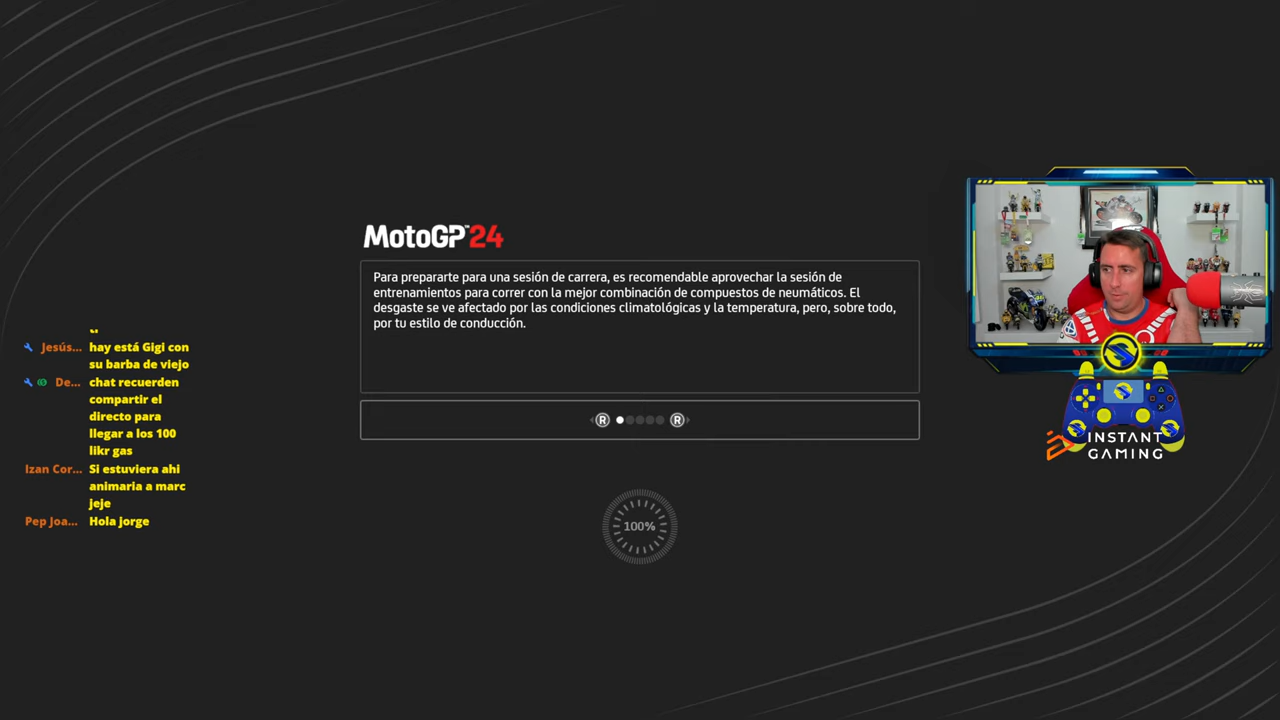 MotoGP™24
Para prepararte para una sesión de carrera, es recomendable aprovechar la sesión de
entrenamientos para correr con la mejor combinación de compuestos de neumáticos. El
desgaste se ve afectado por las condiciones climatológicas y la temperatura, pero, sobre todo,
por tu estilo de conducción.
R R
100%
Jesús... hay está Gigi con
su barba de viejo
De... chat recuerden
compartir el
directo para
llegar a los 100
likr gas
Izan Cor... Si estuviera ahi
animaria a marc
jeje
Pep Joa... Hola jorge
INSTANT
GAMING